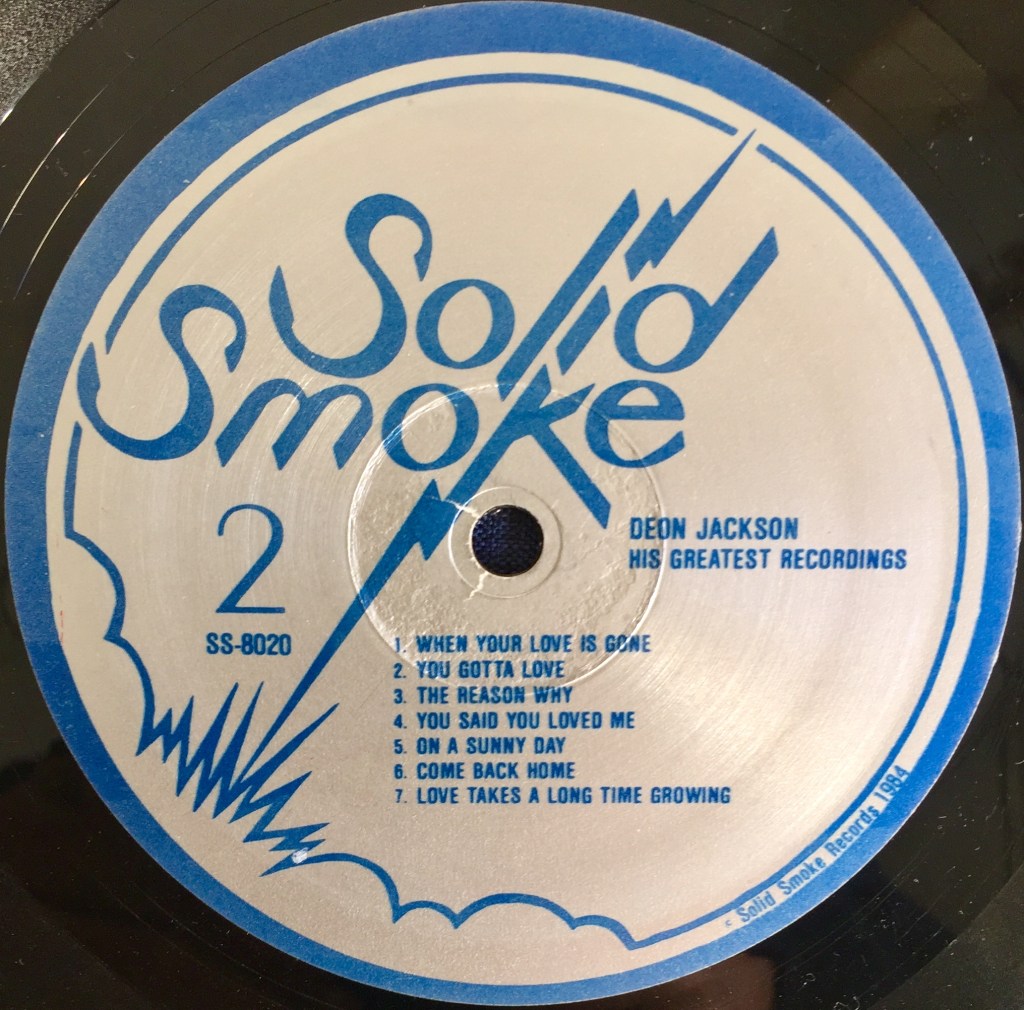 Solid
Smoke
2
SS-8020
DEON JACKSON
HIS GREATEST RECORDINGS
1. WHEN YOUR LOVE IS GONE
2. YOU GOTTA LOVE
3. THE REASON WHY
4. YOU SAID YOU LOVED ME
5. ON A SUNNY DAY
6. COME BACK HOME
7. LOVE TAKES A LONG TIME GROWING
c Solid Smoke Records 1984